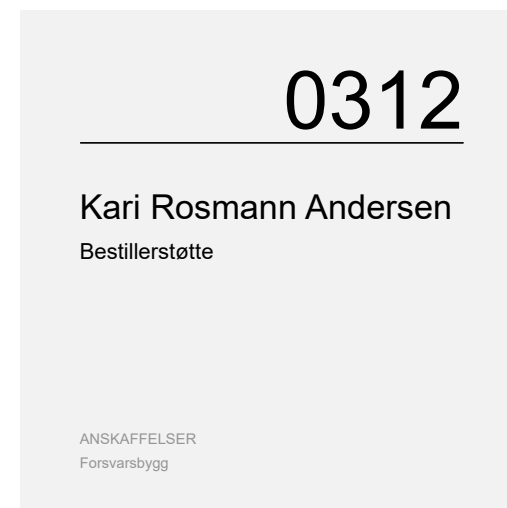 0312
Kari Rosmann Andersen
Bestillerstøtte
ANSKAFFELSER
Forsvarsbygg